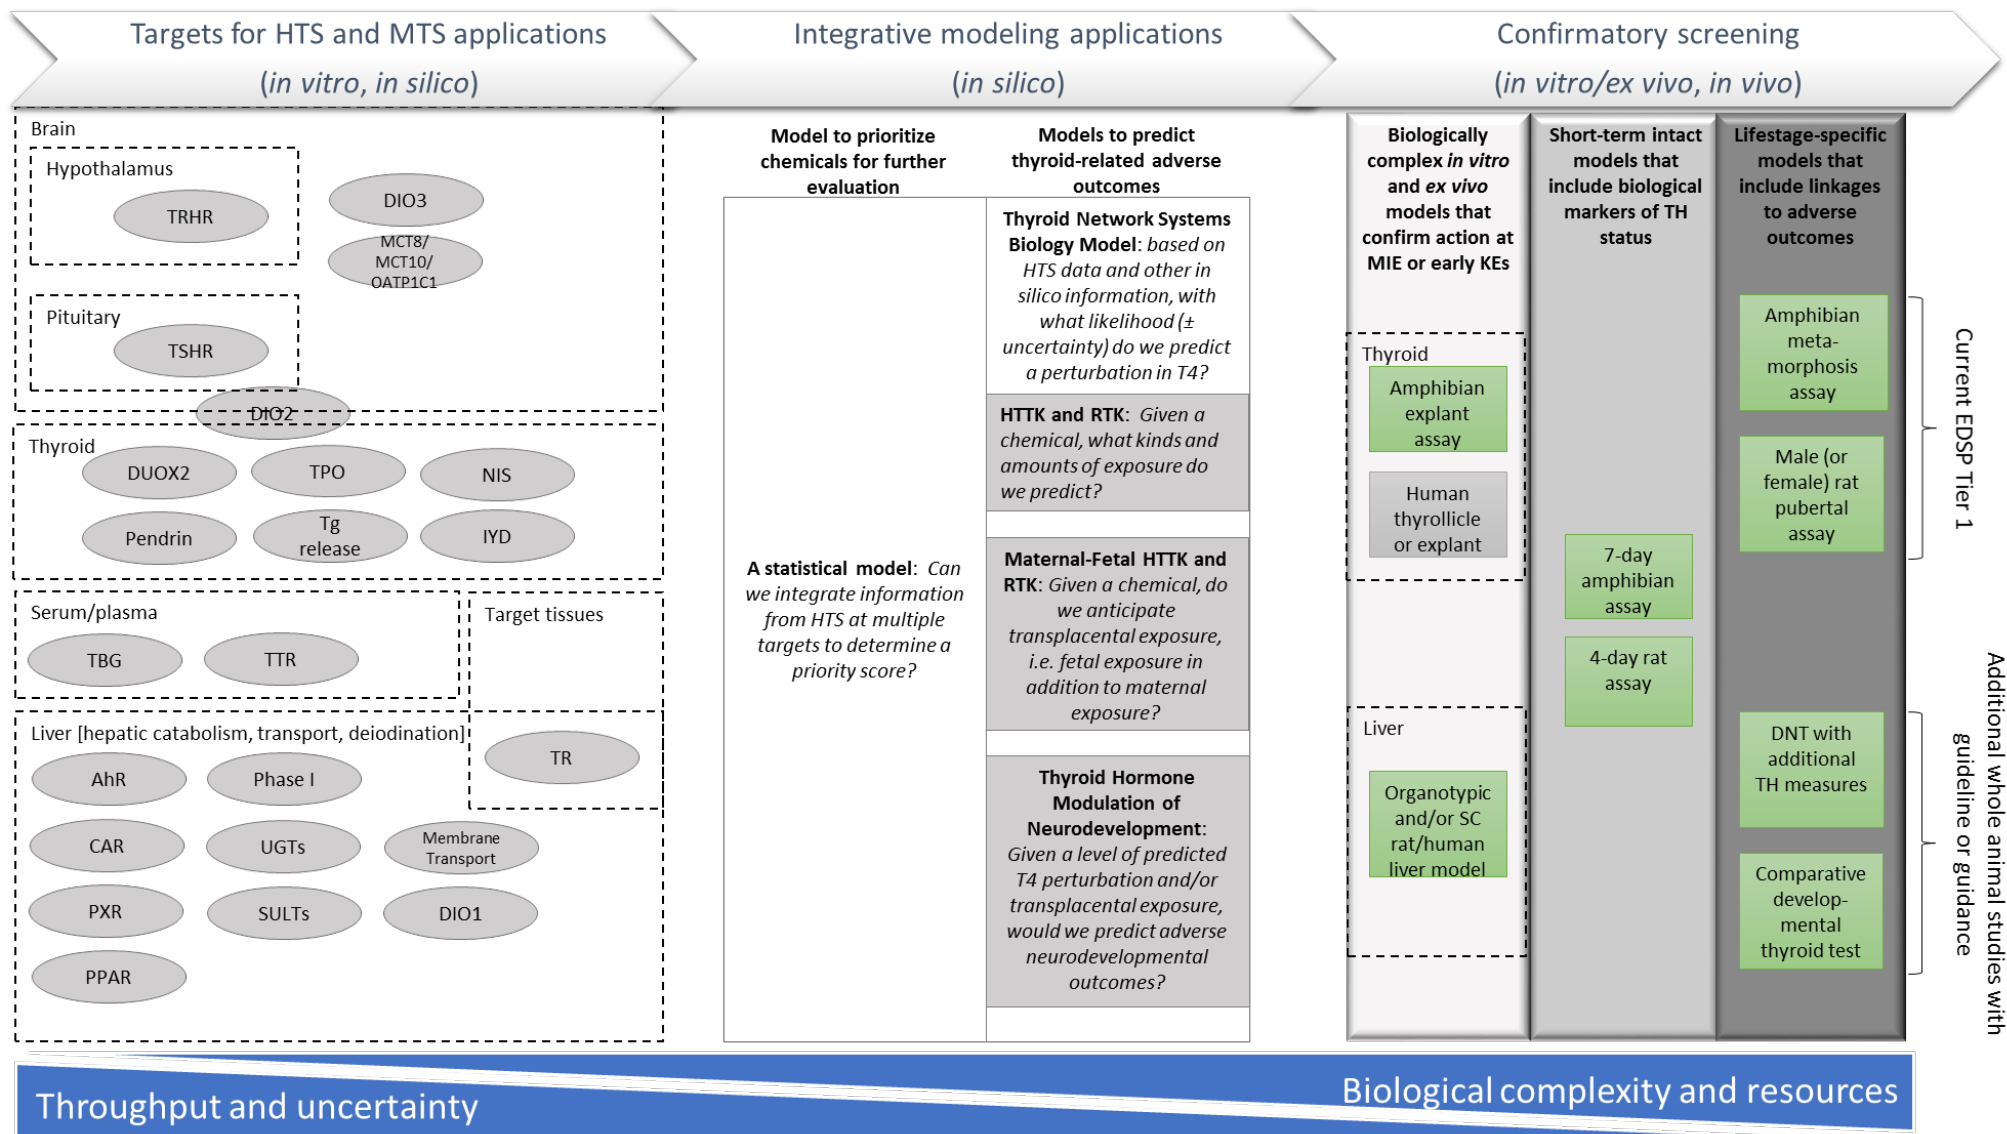 Targets for HTS and MTS applications
(in vitro, in silico)
Integrative modeling applications
(in silico)
Confirmatory screening
(in vitro/ex vivo, in vivo)
Brain
Hypothalamus
TRHR
DIO3
MCT8/
MCT10/
OATP1C1
Pituitary
TSHR
DIO2
Thyroid
DUOX2
TPO
NIS
Pendrin
Tg
release
IYD
Serum/plasma
TBG
TTR
Target tissues
TR
Liver [hepatic catabolism, transport, deiodination]
AhR
Phase I
CAR
UGTs
Membrane
Transport
PXR
SULTs
DIO1
PPAR
Model to prioritize
chemicals for further
evaluation
A statistical model: Can
we integrate information
from HTS at multiple
targets to determine a
priority score?
Models to predict
thyroid-related adverse
outcomes
Thyroid Network Systems
Biology Model: based on
HTS data and other in
silico information, with
what likelihood (±
uncertainty) do we predict
a perturbation in T4?
HTTK and RTK: Given a
chemical, what kinds and
amounts of exposure do
we predict?
Maternal-Fetal HTTK and
RTK: Given a chemical, do
we anticipate
transplacental exposure,
i.e. fetal exposure in
addition to maternal
exposure?
Thyroid Hormone
Modulation of
Neurodevelopment:
Given a level of predicted
T4 perturbation and/or
transplacental exposure,
would we predict adverse
neurodevelopmental
outcomes?
Biologically
complex in vitro
and ex vivo
models that
confirm action at
MIE or early KEs
Thyroid
Amphibian
explant
assay
Human
thyrollicle
or explant
Liver
Organotypic
and/or SC
rat/human
liver model
Short-term intact
models that
include biological
markers of TH
status
7-day
amphibian
assay
4-day rat
assay
Lifestage-specific
models that
include linkages
to adverse
outcomes
Amphibian
meta-
morphosis
assay
Male (or
female) rat
pubertal
assay
DNT with
additional
TH measures
Comparative
develop-
mental
thyroid test
Current EDSP Tier 1
Additional whole animal studies with
guideline or guidance
Throughput and uncertainty
Biological complexity and resources